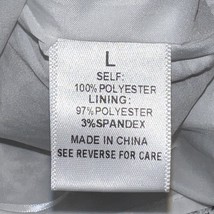 L
SELF:
100% POLYESTER
LINING:
97% POLYESTER
3% SPANDEX
MADE IN CHINA
SEE REVERSE FOR CARE